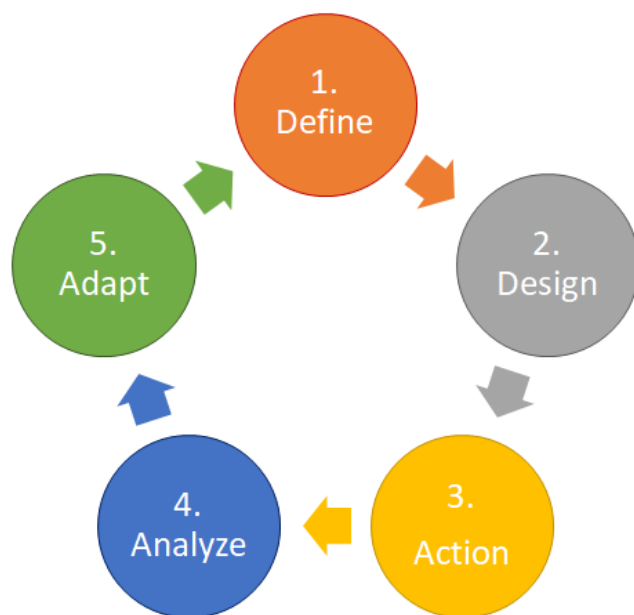 1.
Define
2.
Design
3.
Action
4.
Analyze
5.
Adapt